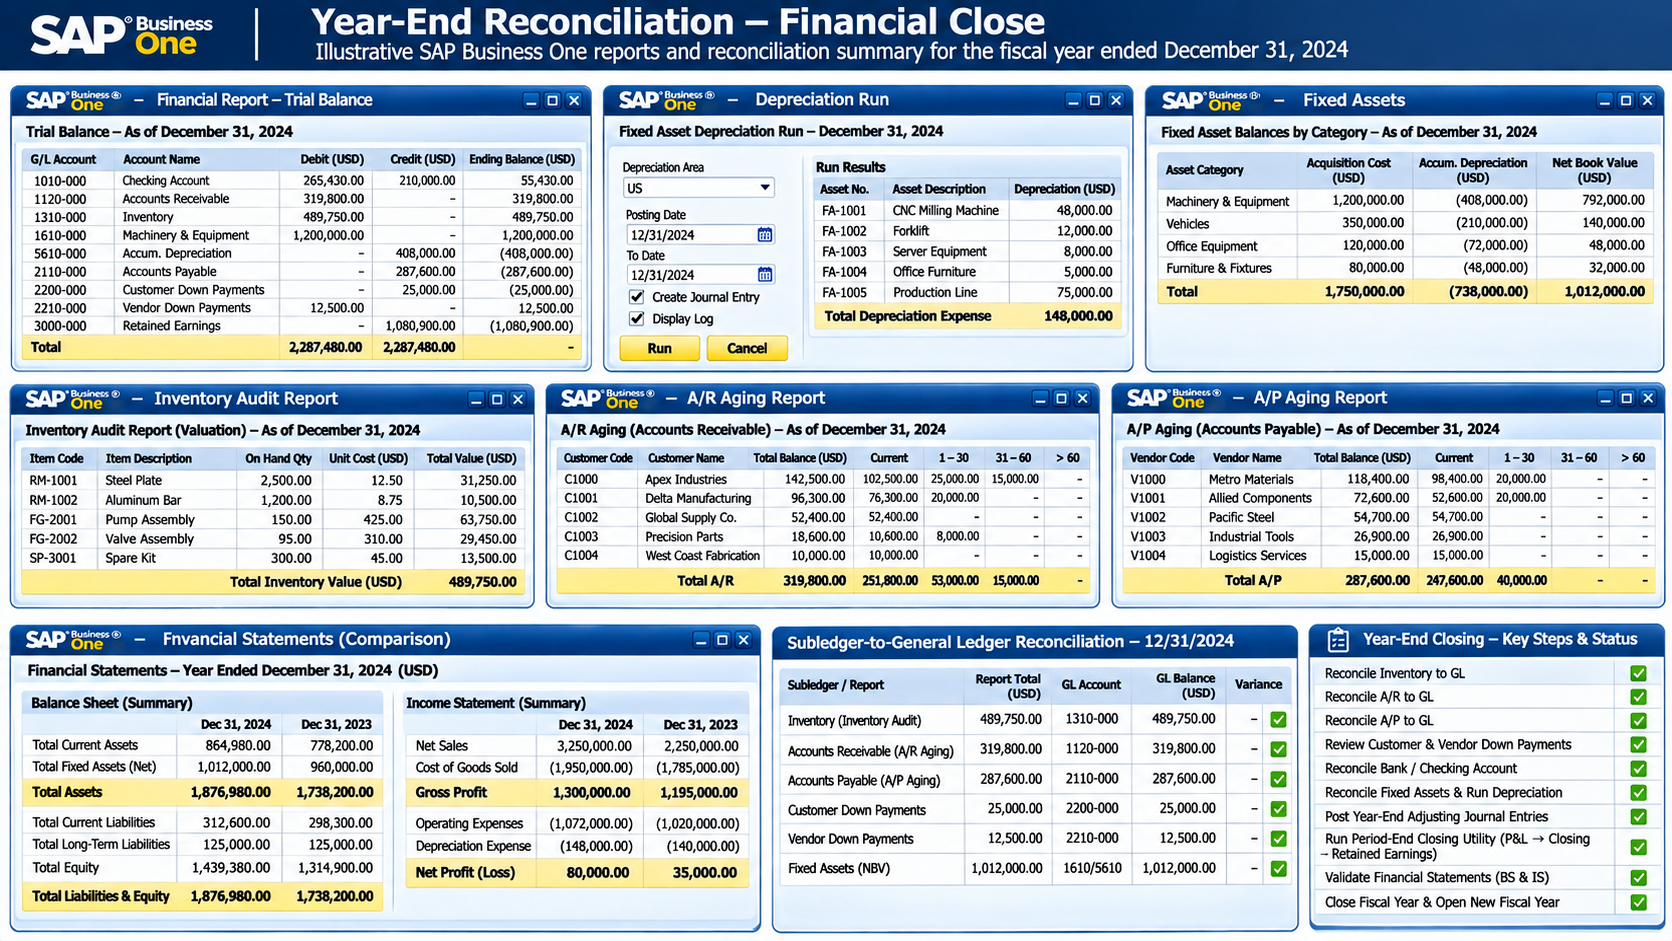 SAP Business One
Year-End Reconciliation – Financial Close
Illustrative SAP Business One reports and reconciliation summary for the fiscal year ended December 31, 2024
SAP Business One – Financial Report – Trial Balance
Trial Balance – As of December 31, 2024
G/L Account Account Name Debit (USD) Credit (USD) Ending Balance (USD)
1010-000 Checking Account 265,430.00 210,000.00 55,430.00
1120-000 Accounts Receivable 319,800.00 – 319,800.00
1310-000 Inventory 489,750.00 – 489,750.00
1610-000 Machinery & Equipment 1,200,000.00 – 1,200,000.00
5610-000 Accum. Depreciation – 408,000.00 (408,000.00)
2110-000 Accounts Payable – 287,600.00 (287,600.00)
2200-000 Customer Down Payments – 25,000.00 (25,000.00)
2210-000 Vendor Down Payments 12,500.00 – 12,500.00
3000-000 Retained Earnings – 1,080,900.00 (1,080,900.00)
Total 2,287,480.00 2,287,480.00 –
SAP Business One – Depreciation Run
Fixed Asset Depreciation Run – December 31, 2024
Depreciation Area
US
Posting Date
12/31/2024
To Date
12/31/2024
Create Journal Entry
Display Log
Run Cancel
Run Results
Asset No. Asset Description Depreciation (USD)
FA-1001 CNC Milling Machine 48,000.00
FA-1002 Forklift 12,000.00
FA-1003 Server Equipment 8,000.00
FA-1004 Office Furniture 5,000.00
FA-1005 Production Line 75,000.00
Total Depreciation Expense 148,000.00
SAP Business One – Fixed Assets
Fixed Asset Balances by Category – As of December 31, 2024
Asset Category Acquisition Cost (USD) Accum. Depreciation (USD) Net Book Value (USD)
Machinery & Equipment 1,200,000.00 (408,000.00) 792,000.00
Vehicles 350,000.00 (210,000.00) 140,000.00
Office Equipment 120,000.00 (72,000.00) 48,000.00
Furniture & Fixtures 80,000.00 (48,000.00) 32,000.00
Total 1,750,000.00 (738,000.00) 1,012,000.00
SAP Business One – Inventory Audit Report
Inventory Audit Report (Valuation) – As of December 31, 2024
Item Code Item Description On Hand Qty Unit Cost (USD) Total Value (USD)
RM-1001 Steel Plate 2,500.00 12.50 31,250.00
RM-1002 Aluminum Bar 1,200.00 8.75 10,500.00
FG-2001 Pump Assembly 150.00 425.00 63,750.00
FG-2002 Valve Assembly 95.00 310.00 29,450.00
SP-3001 Spare Kit 300.00 45.00 13,500.00
Total Inventory Value (USD) 489,750.00
SAP Business One – A/R Aging Report
A/R Aging (Accounts Receivable) – As of December 31, 2024
Customer Code Customer Name Total Balance (USD) Current 1 – 30 31 – 60 > 60
C1000 Apex Industries 142,500.00 102,500.00 25,000.00 15,000.00 –
C1001 Delta Manufacturing 96,300.00 76,300.00 20,000.00 – –
C1002 Global Supply Co. 52,400.00 52,400.00 – – –
C1003 Precision Parts 18,600.00 10,600.00 8,000.00 – –
C1004 West Coast Fabrication 10,000.00 10,000.00 – – –
Total A/R 319,800.00 251,800.00 53,000.00 15,000.00 –
SAP Business One – A/P Aging Report
A/P Aging (Accounts Payable) – As of December 31, 2024
Vendor Code Vendor Name Total Balance (USD) Current 1 – 30 31 – 60 > 60
V1000 Metro Materials 118,400.00 98,400.00 20,000.00 – –
V1001 Allied Components 72,600.00 52,600.00 20,000.00 – –
V1002 Pacific Steel 54,700.00 54,700.00 – – –
V1003 Industrial Tools 26,900.00 26,900.00 – – –
V1004 Logistics Services 15,000.00 15,000.00 – – –
Total A/P 287,600.00 247,600.00 40,000.00 – –
SAP Business One – Fnvancial Statements (Comparison)
Financial Statements – Year Ended December 31, 2024 (USD)
Balance Sheet (Summary)
Dec 31, 2024 Dec 31, 2023
Total Current Assets 864,980.00 778,200.00
Total Fixed Assets (Net) 1,012,000.00 960,000.00
Total Assets 1,876,980.00 1,738,200.00
Total Current Liabilities 312,600.00 298,300.00
Total Long-Term Liabilities 125,000.00 125,000.00
Total Equity 1,439,380.00 1,314,900.00
Total Liabilities & Equity 1,876,980.00 1,738,200.00
Income Statement (Summary)
Dec 31, 2024 Dec 31, 2023
Net Sales 3,250,000.00 2,250,000.00
Cost of Goods Sold (1,950,000.00) (1,785,000.00)
Gross Profit 1,300,000.00 1,195,000.00
Operating Expenses (1,072,000.00) (1,020,000.00)
Depreciation Expense (148,000.00) (140,000.00)
Net Profit (Loss) 80,000.00 35,000.00
Subledger-to-General Ledger Reconciliation – 12/31/2024
Subledger / Report Report Total (USD) GL Account GL Balance (USD) Variance
Inventory (Inventory Audit) 489,750.00 1310-000 489,750.00 –
Accounts Receivable (A/R Aging) 319,800.00 1120-000 319,800.00 –
Accounts Payable (A/P Aging) 287,600.00 2110-000 287,600.00 –
Customer Down Payments 25,000.00 2200-000 25,000.00 –
Vendor Down Payments 12,500.00 2210-000 12,500.00 –
Fixed Assets (NBV) 1,012,000.00 1610/5610 1,012,000.00 –
Year-End Closing – Key Steps & Status
Reconcile Inventory to GL
Reconcile A/R to GL
Reconcile A/P to GL
Review Customer & Vendor Down Payments
Reconcile Bank / Checking Account
Reconcile Fixed Assets & Run Depreciation
Post Year-End Adjusting Journal Entries
Run Period-End Closing Utility (P&L → Closing
→ Retained Earnings)
Validate Financial Statements (BS & IS)
Close Fiscal Year & Open New Fiscal Year